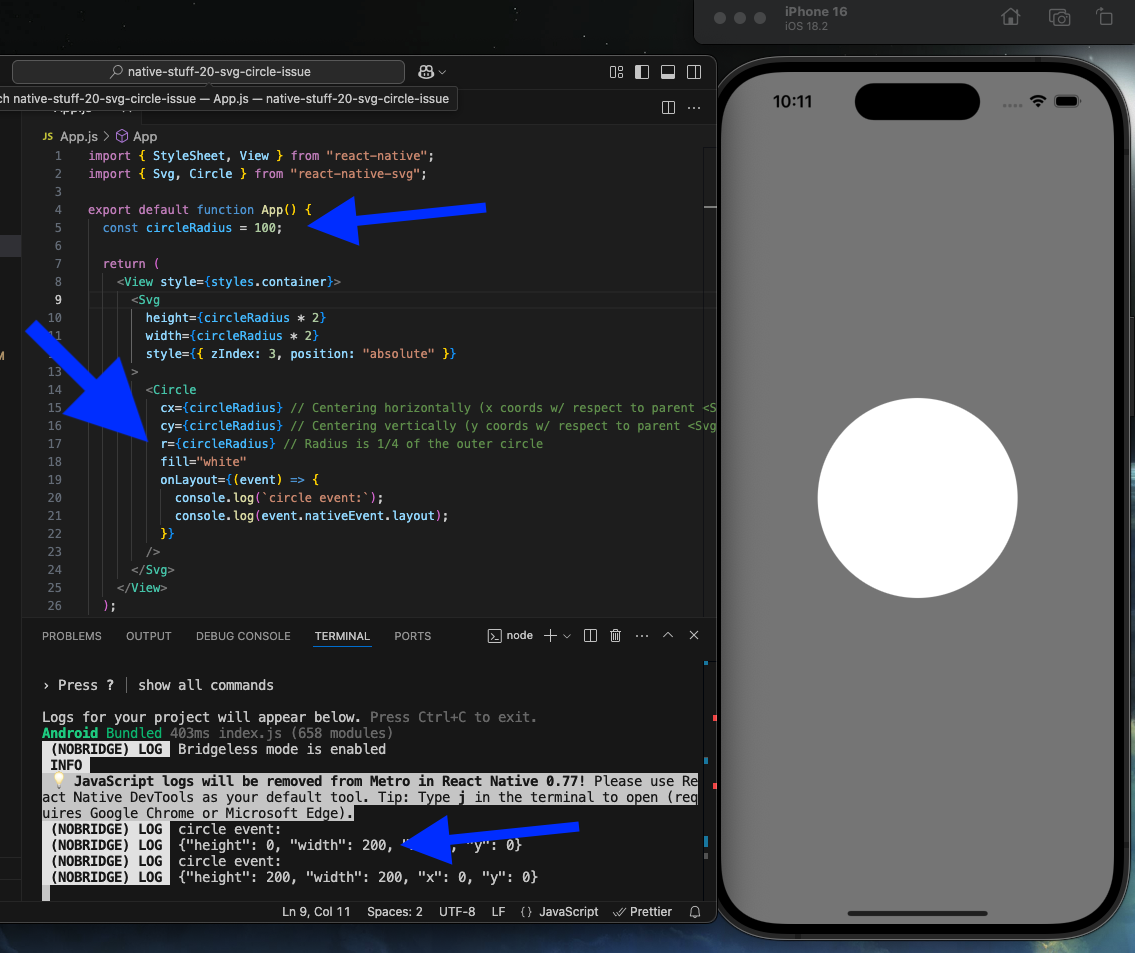 iPhone 16
iOS 18.2
native-stuff-20-svg-circle-issue
ch native-stuff-20-svg-circle-issue — App.js — native-stuff-20-svg-circle-issue
JS App.js > App
1 import { StyleSheet, View } from "react-native";
2 import { Svg, Circle } from "react-native-svg";
3
4 export default function App() {
5 const circleRadius = 100;
6
7 return (
8 <View style={styles.container}>
9 <Svg
10 height={circleRadius * 2}
11 width={circleRadius * 2}
style={{ zIndex: 3, position: "absolute" }}
13 >
14 <Circle
15 cx={circleRadius} // Centering horizontally (x coords w/ respect to parent <S
16 cy={circleRadius} // Centering vertically (y coords w/ respect to parent <Svg
17 r={circleRadius} // Radius is 1/4 of the outer circle
18 fill="white"
19 onLayout={(event) => {
20 console.log(`circle event:`);
21 console.log(event.nativeEvent.layout);
22 }}
23 />
24 </Svg>
25 </View>
26 );
M
PROBLEMS OUTPUT DEBUG CONSOLE TERMINAL PORTS node
› Press ? │ show all commands
Logs for your project will appear below. Press Ctrl+C to exit.
Android Bundled 403ms index.js (658 modules)
(NOBRIDGE) LOG Bridgeless mode is enabled
INFO
💡 JavaScript logs will be removed from Metro in React Native 0.77! Please use Re
act Native DevTools as your default tool. Tip: Type j in the terminal to open (req
uires Google Chrome or Microsoft Edge).
(NOBRIDGE) LOG circle event:
(NOBRIDGE) LOG {"height": 0, "width": 200, "y": 0}
(NOBRIDGE) LOG circle event:
(NOBRIDGE) LOG {"height": 200, "width": 200, "x": 0, "y": 0}
Ln 9, Col 11 Spaces: 2 UTF-8 LF {} JavaScript Prettier
10:11